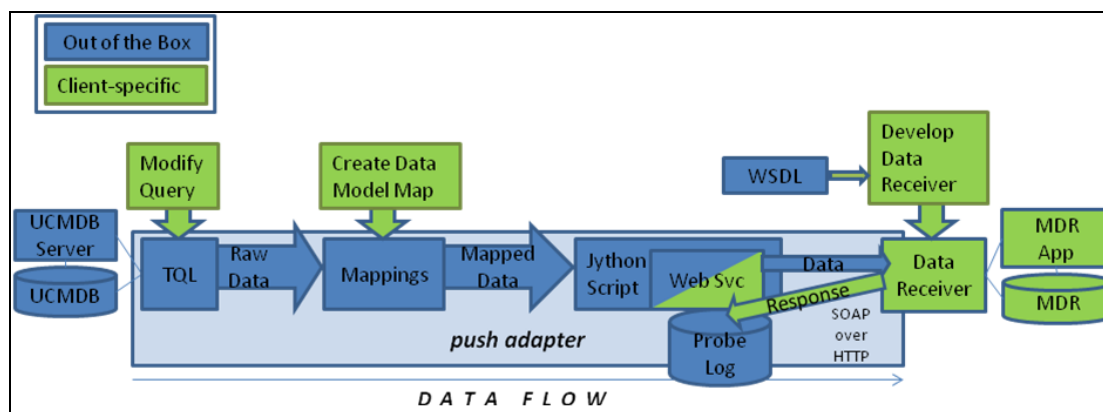 Out of the Box
Client-specific
Modify
Query
Create Data
Model Map
WSDL
Develop
Data
Receiver
UCMDB
Server
UCMDB
TQL
Raw
Data
Mappings
Mapped
Data
Jython
Script
Web Svc
Data
Response
Data
Receiver
MDR
App
MDR
push adapter
Probe
Log
SOAP
over
HTTP
DATA FLOW